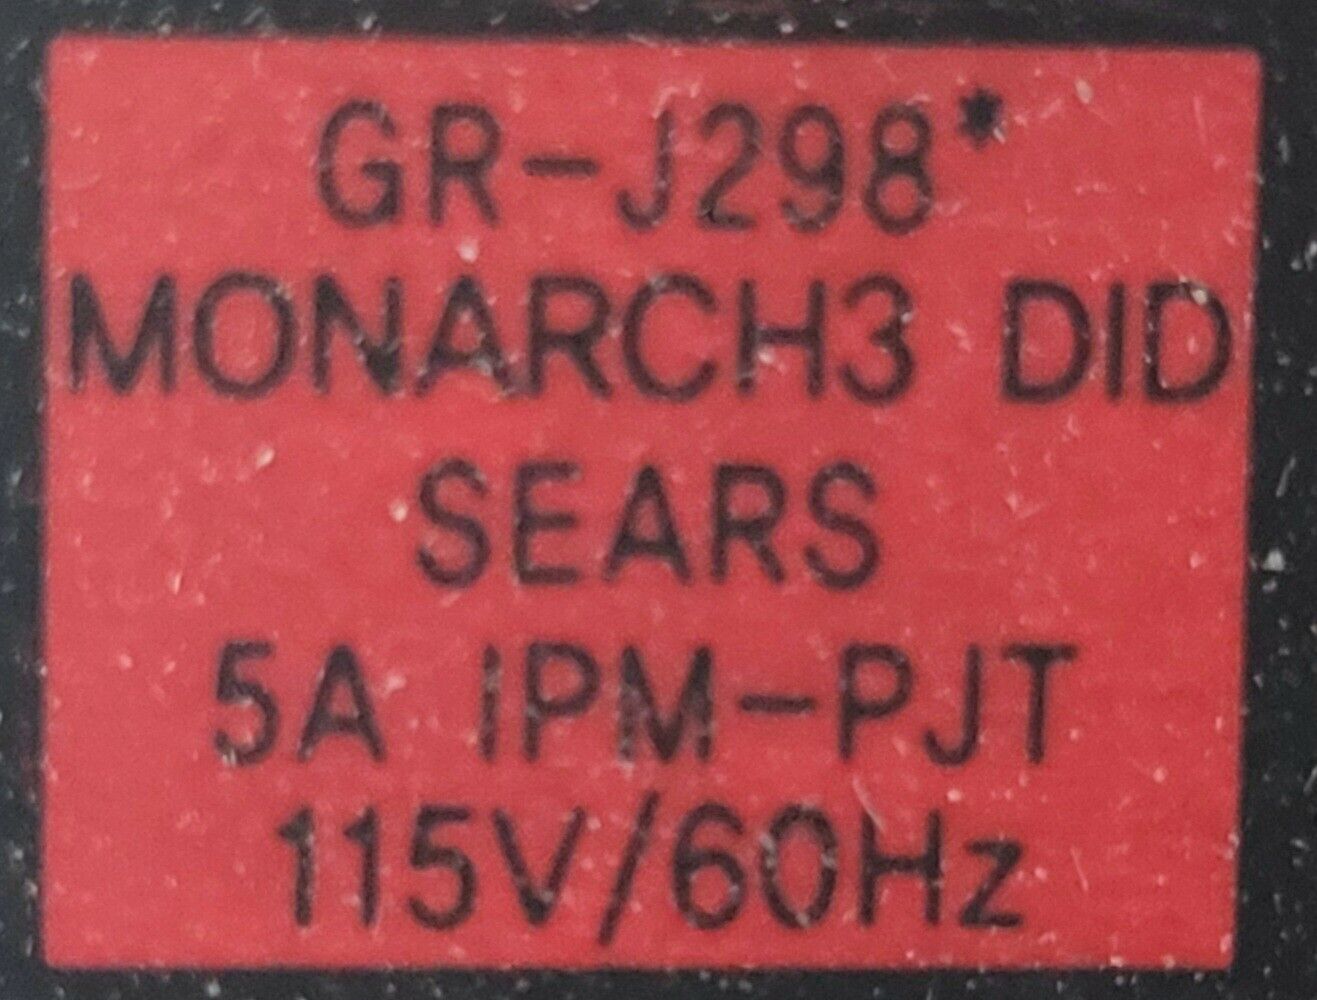 GR-J298*
MONARCH3 DID
SEARS
5A IPM-PJT
115V/60Hz